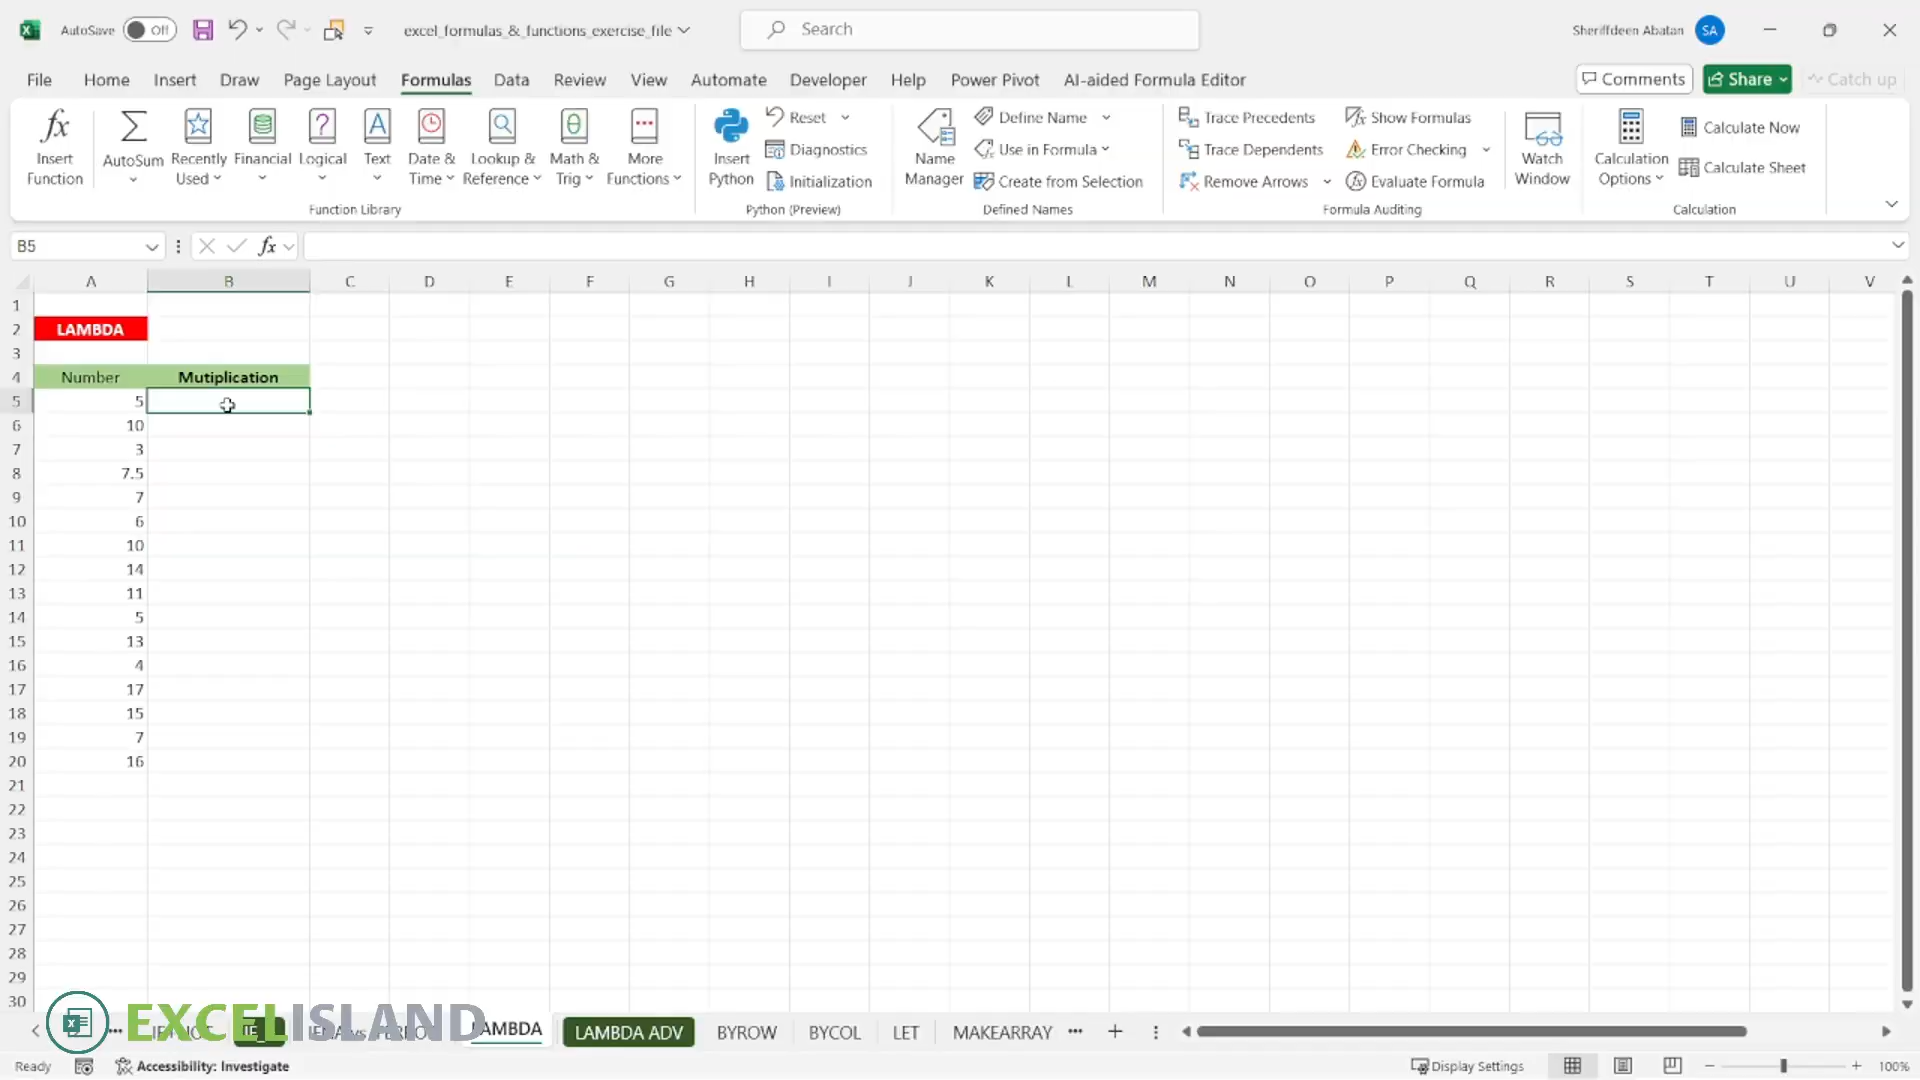 AutoSave Off excel_formulas_&_functions_exercise_file Search Sheriffdeen Abatan SA
File Home Insert Draw Page Layout Formulas Data Review View Automate Developer Help Power Pivot AI-aided Formula Editor Comments Share Catch up
Insert Function
AutoSum
Recently Used
Financial
Logical
Text
Date & Time
Lookup & Reference
Math & Trig
More Functions
Function Library
Insert Python
Reset
Diagnostics
Initialization
Python (Preview)
Name Manager
Define Name
Use in Formula
Create from Selection
Defined Names
Trace Precedents
Trace Dependents
Remove Arrows
Show Formulas
Error Checking
Evaluate Formula
Formula Auditing
Watch Window
Calculation Options
Calculate Now
Calculate Sheet
Calculation
B5 fx
A B C D E F G H I J K L M N O P Q R S T U V
1
2 LAMBDA
3
4 Number Mutiplication
5 5
6 10
7 3
8 7.5
9 7
10 6
11 10
12 14
13 11
14 5
15 13
16 4
17 17
18 15
19 7
20 16
21
22
23
24
25
26
27
28
29
30
EXCELISLAND
LAMBDA LAMBDA ADV BYROW BYCOL LET MAKEARRAY
Ready Accessibility: Investigate Display Settings 100%